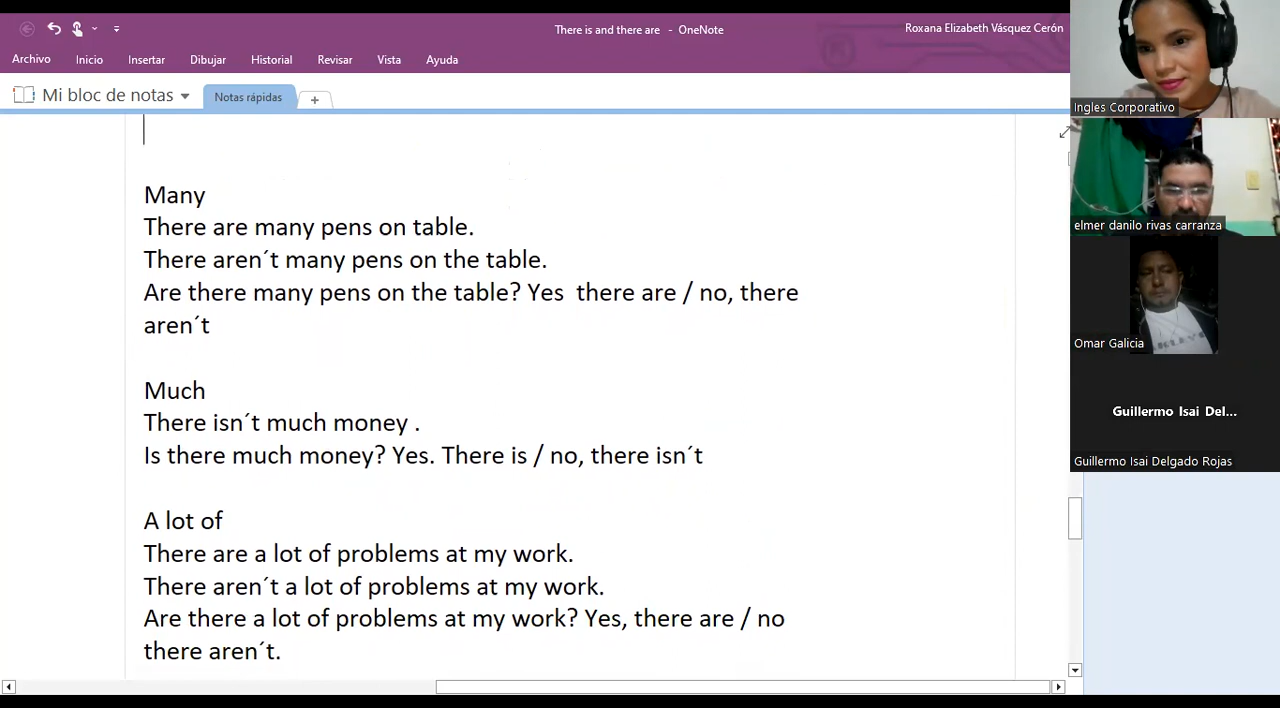 There is and there are - OneNote
Roxana Elizabeth Vásquez Cerón
Archivo Inicio Insertar Dibujar Historial Revisar Vista Ayuda
Mi bloc de notas Notas rápidas
Many
There are many pens on table.
There aren´t many pens on the table.
Are there many pens on the table? Yes there are / no, there
aren´t
Much
There isn´t much money .
Is there much money? Yes. There is / no, there isn´t
A lot of
There are a lot of problems at my work.
There aren´t a lot of problems at my work.
Are there a lot of problems at my work? Yes, there are / no
there aren´t.
Ingles Corporativo
elmer danilo rivas carranza
Omar Galicia
Guillermo Isai Del...
Guillermo Isai Delgado Rojas